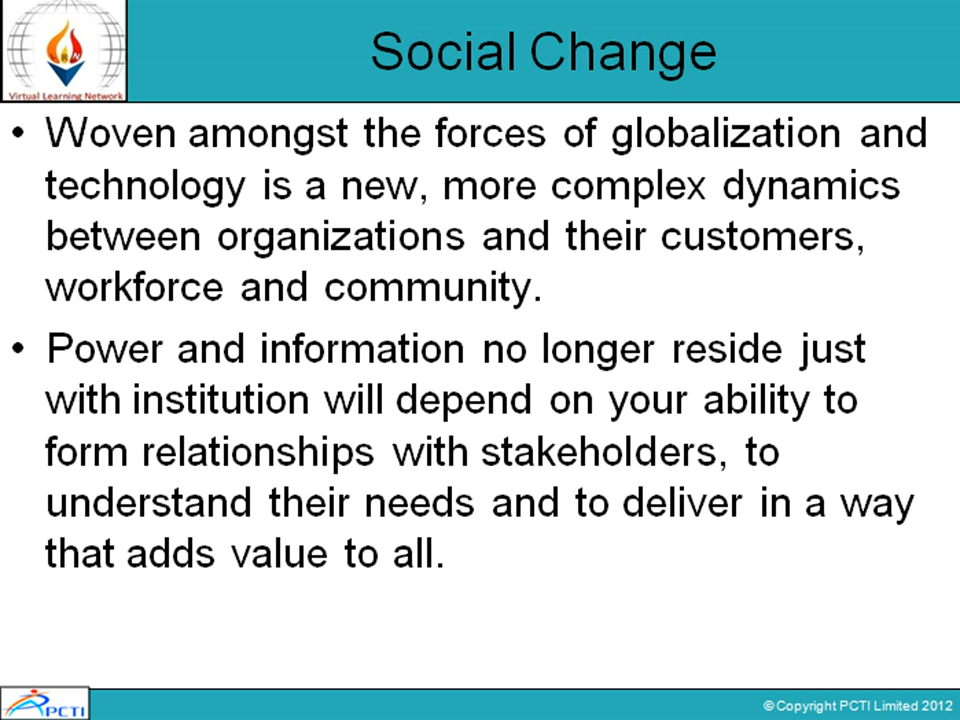 Social Change
Virtual Learning Network
• Woven amongst the forces of globalization and
technology is a new, more complex dynamics
between organizations and their customers,
workforce and community.
• Power and information no longer reside just
with institution will depend on your ability to
form relationships with stakeholders, to
understand their needs and to deliver in a way
that adds value to all.
PCTI
© Copyright PCTI Limited 2012